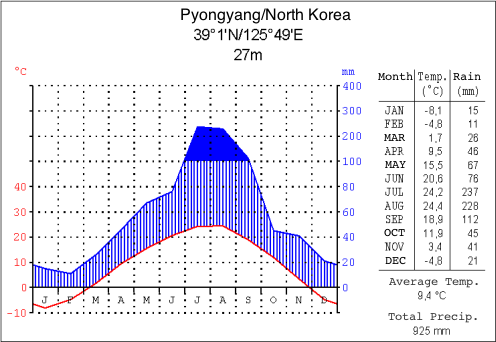 Pyongyang/North Korea
39°1'N/125°49'E
27m
°C
mm
400
300
200
100
40 80
30 60
20 40
10 20
0 0
-10
J F M A M J J A S O N D
Month Temp. Rain
(°C) (mm)
JAN -8,1 15
FEB -4,8 11
MAR 1,7 26
APR 9,5 46
MAY 15,5 67
JUN 20,6 76
JUL 24,2 237
AUG 24,4 228
SEP 18,9 112
OCT 11,9 45
NOV 3,4 41
DEC -4,8 21
Average Temp.
9,4 °C
Total Precip.
925 mm